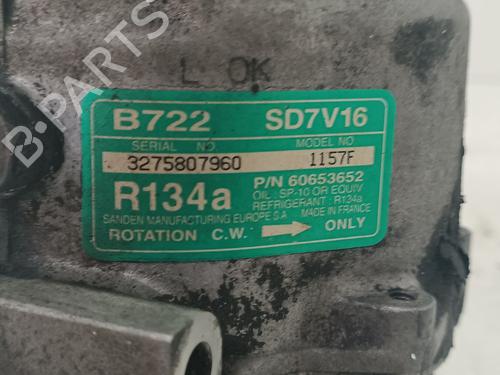 L OK
B722 SD7V16
SERIAL NO. MODEL NO
3275807960 1157F
R134a P/N 60653652
OIL : SP-10 OR EQUIV
REFRIGERANT : R134a
SANDEN MANUFACTURING EUROPE S.A MADE IN FRANCE
ROTATION C.W. ONLY
B-PARTS